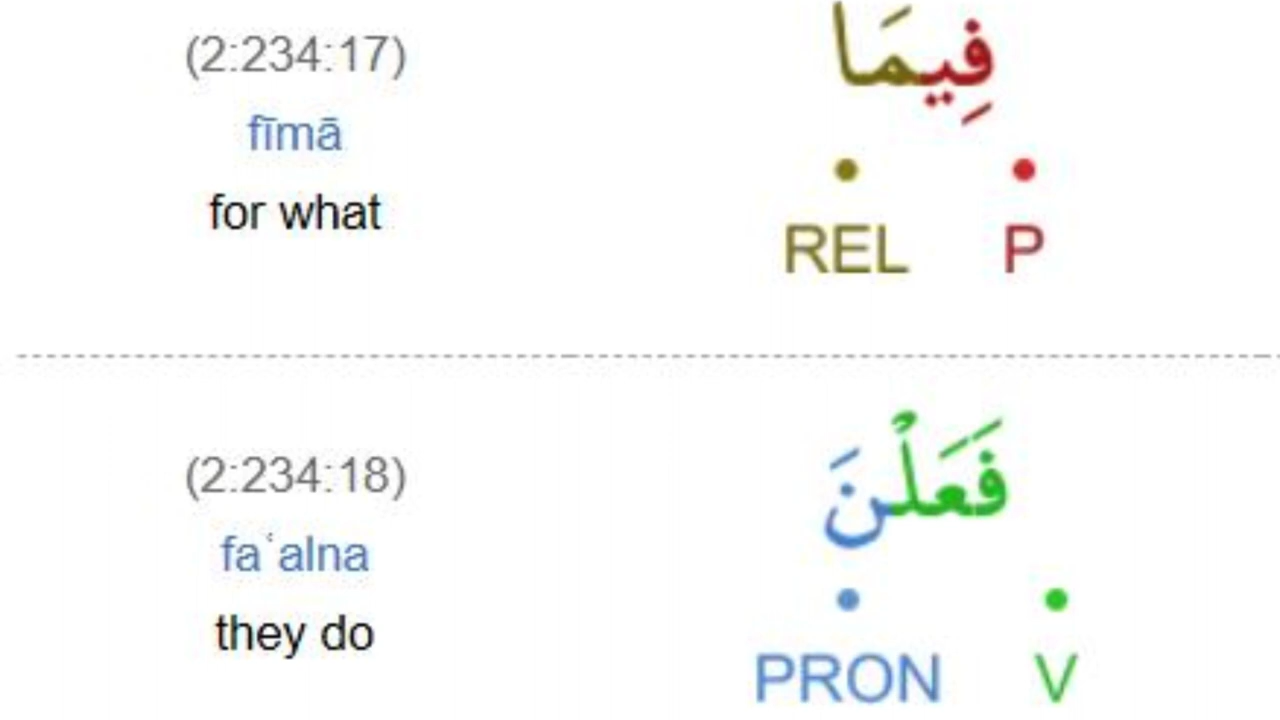 (2:234:17)
fīmā
for what
فِيمَا
REL P
(2:234:18)
faʿalna
they do
فَعَلْنَ
PRON V